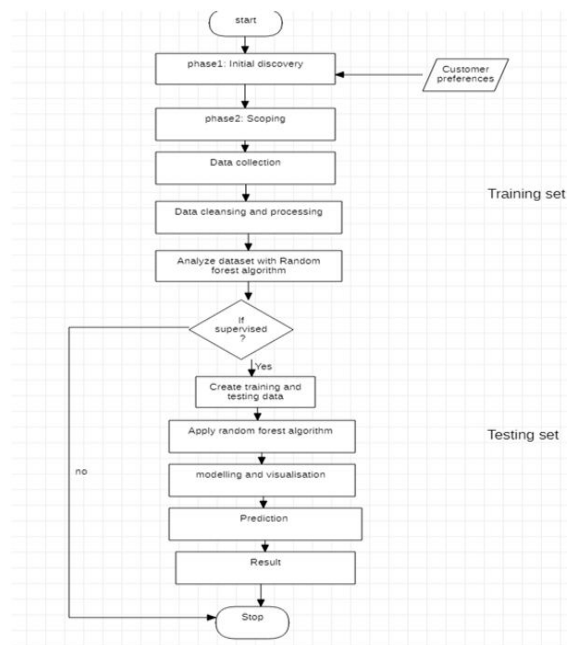 start
phase1: Initial discovery
Customer
preferences
phase2: Scoping
Data collection
Training set
Data cleansing and processing
Analyze dataset with Random
forest algorithm
If
supervised
?
Yes
Create training and
testing data
Apply random forest algorithm
Testing set
no
modelling and visualisation
Prediction
Result
Stop